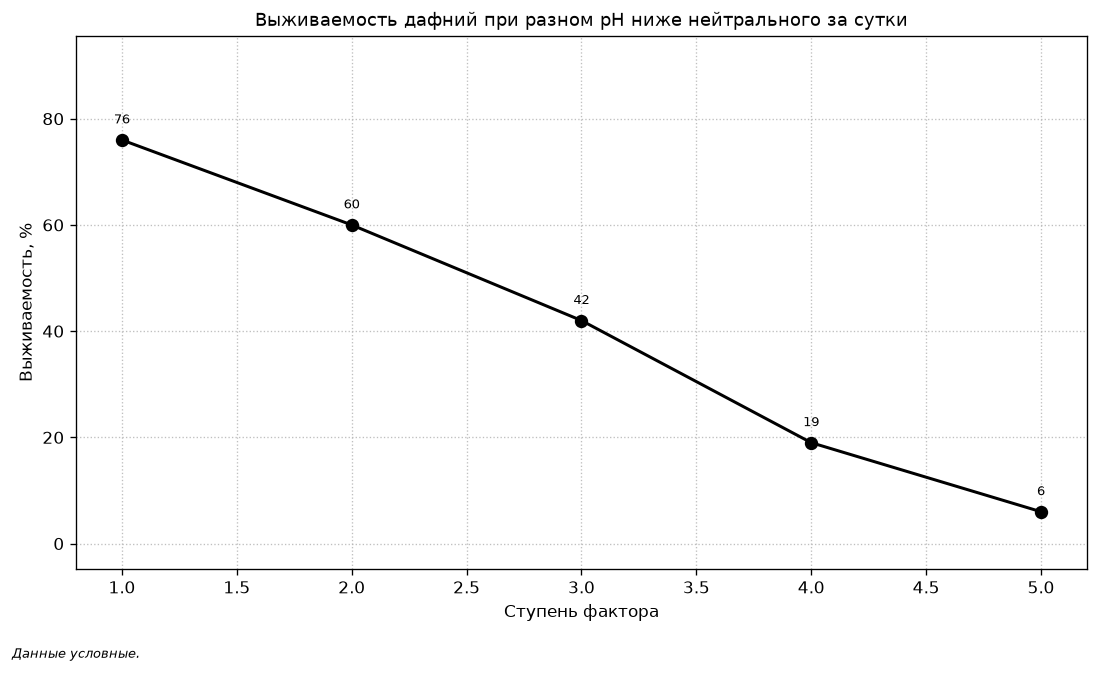 Выживаемость дафний при разном pH ниже нейтрального за сутки
Выживаемость, %
80
60
40
20
0
76
60
42
19
6
1.0 1.5 2.0 2.5 3.0 3.5 4.0 4.5 5.0
Ступень фактора
Данные условные.